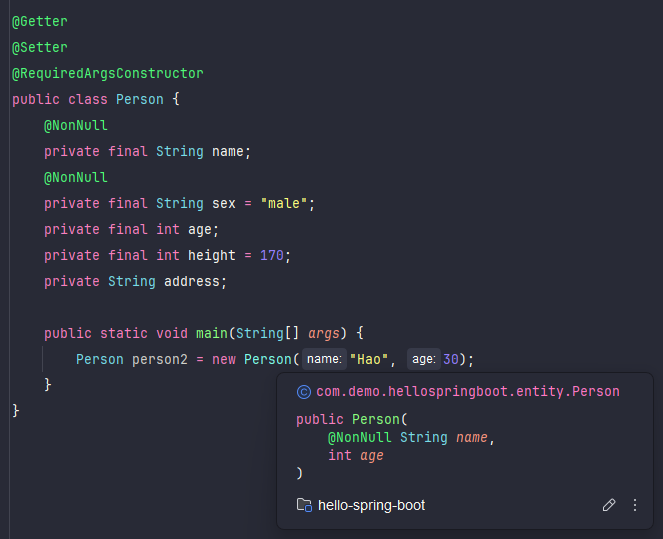 @Getter
@Setter
@RequiredArgsConstructor
public class Person {
    @NonNull
    private final String name;
    @NonNull
    private final String sex = "male";
    private final int age;
    private final int height = 170;
    private String address;

    public static void main(String[] args) {
        Person person2 = new Person( name: "Hao", age: 30);
    }
}
com.demo.hellospringboot.entity.Person
public Person(
    @NonNull String name,
    int age
)
hello-spring-boot